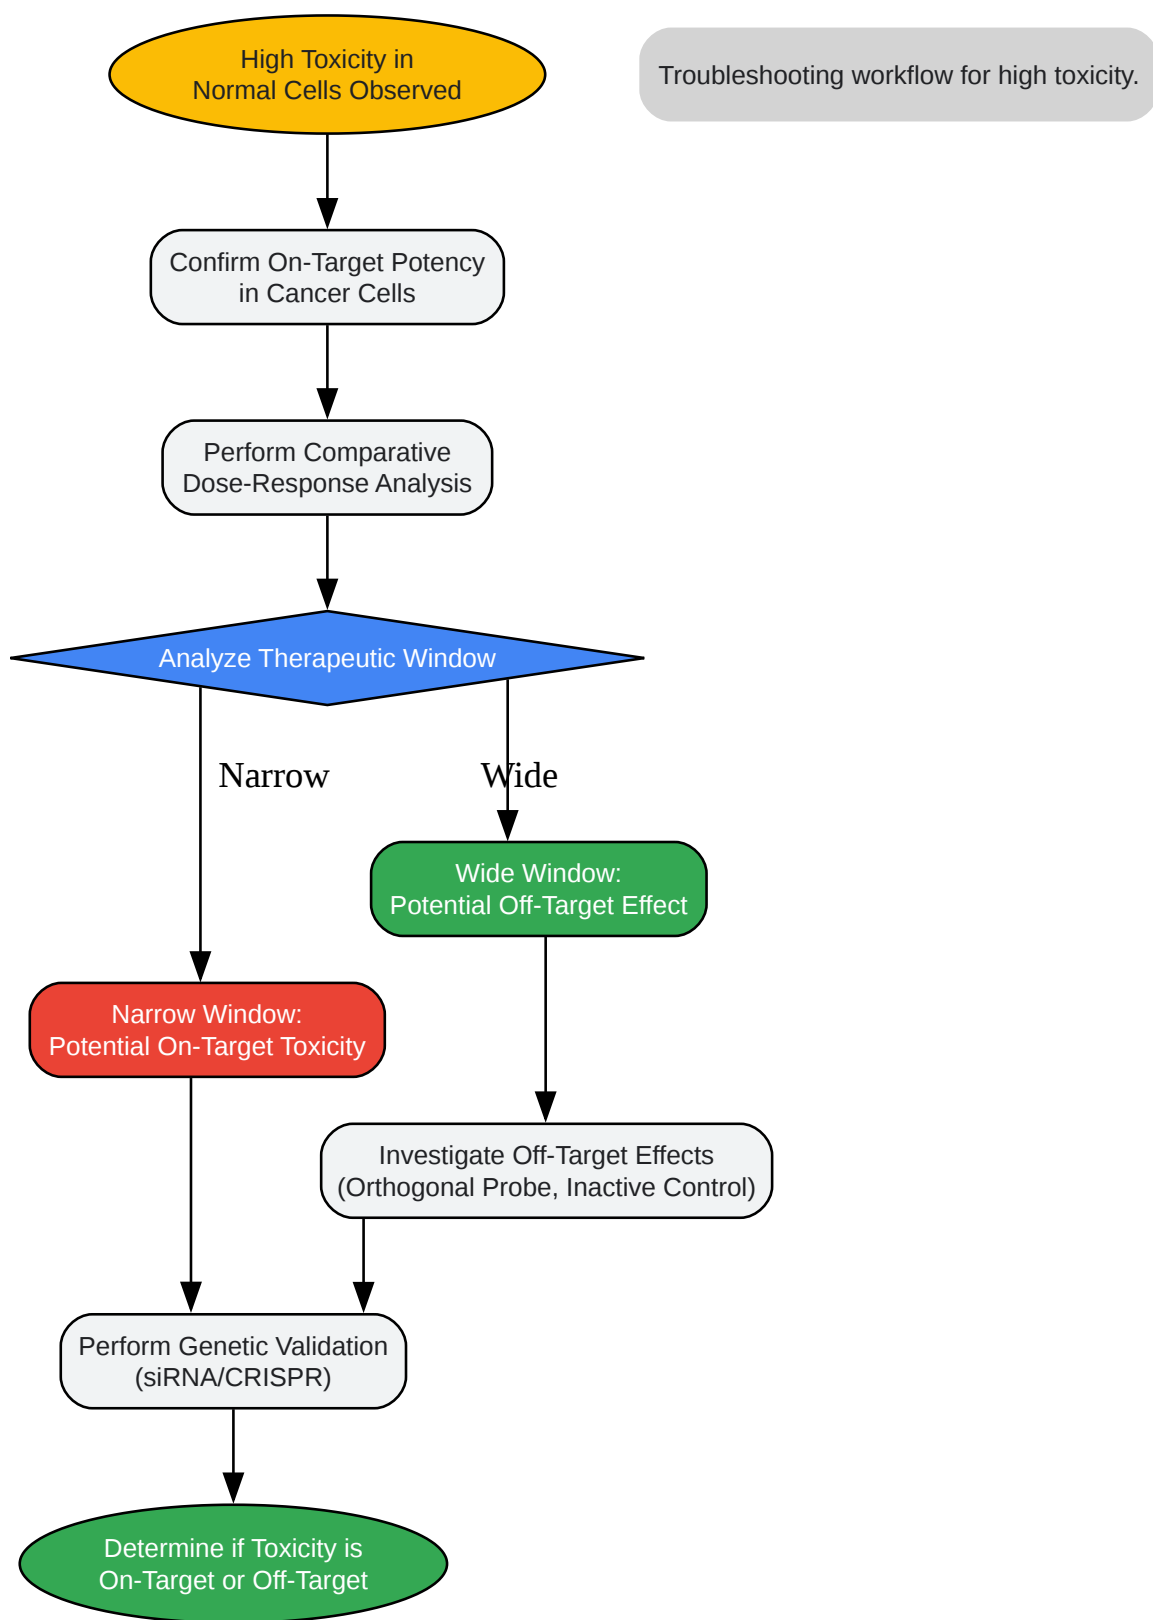 High Toxicity in
Normal Cells Observed
Troubleshooting workflow for high toxicity.
Confirm On-Target Potency
in Cancer Cells
Perform Comparative
Dose-Response Analysis
Analyze Therapeutic Window
Narrow
Wide
Wide Window:
Potential Off-Target Effect
Narrow Window:
Potential On-Target Toxicity
Investigate Off-Target Effects
(Orthogonal Probe, Inactive Control)
Perform Genetic Validation
(siRNA/CRISPR)
Determine if Toxicity is
On-Target or Off-Target